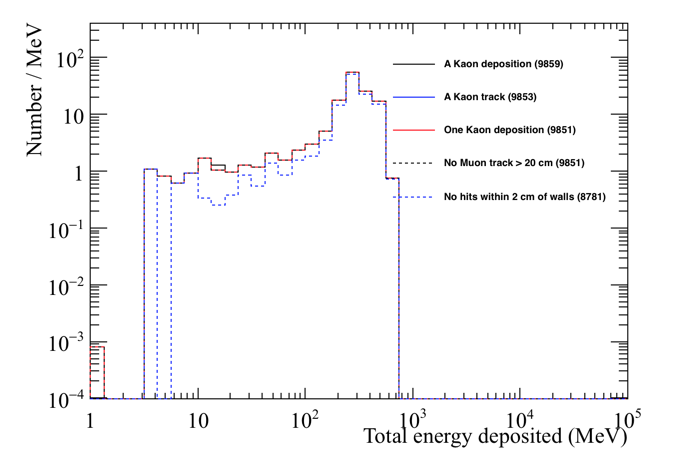 Number / MeV
10²
10
1
10⁻¹
10⁻²
10⁻³
10⁻⁴
A Kaon deposition (9859)
A Kaon track (9853)
One Kaon deposition (9851)
No Muon track > 20 cm (9851)
No hits within 2 cm of walls (8781)
1 10 10² 10³ 10⁴ 10⁵
Total energy deposited (MeV)